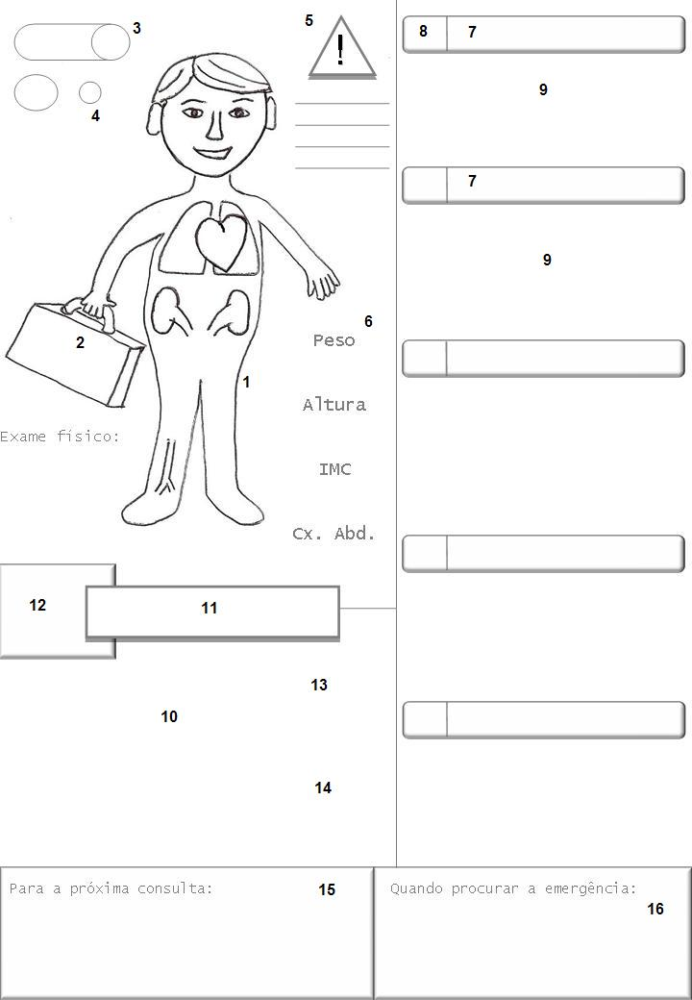 3
4
5
!
8
7
9
7
9
6
Peso
2
1
Altura
Exame físico:
IMC
Cx. Abd.
12
11
13
10
14
Para a próxima consulta:
15
Quando procurar a emergência:
16